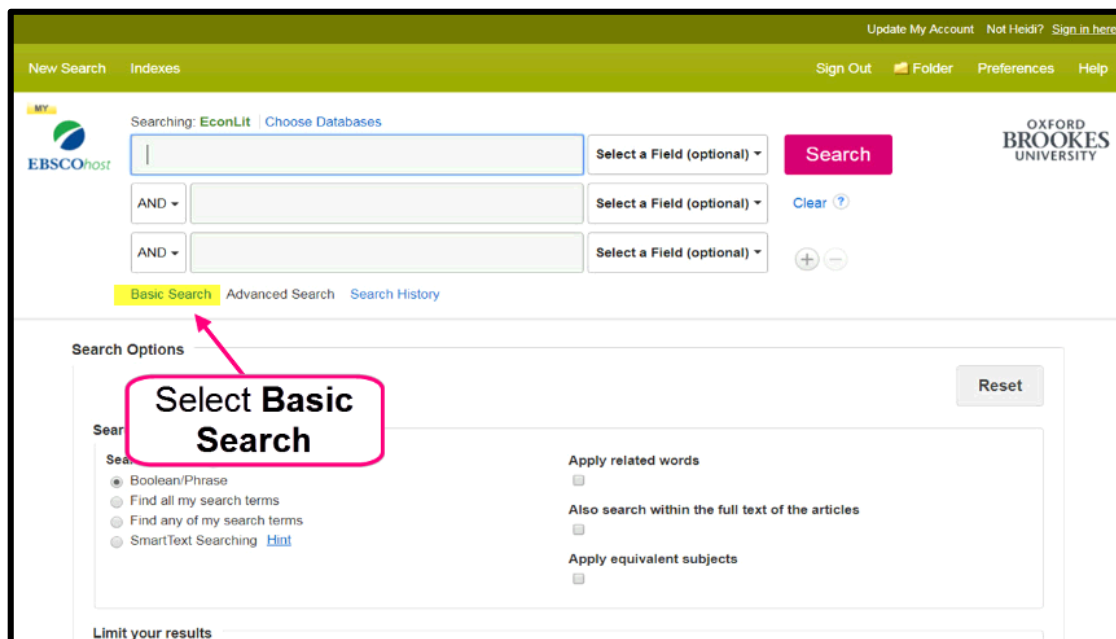 Update My Account Not Heidi? Sign in here
New Search Indexes Sign Out Folder Preferences Help
MY
EBSCOhost
Searching: EconLit Choose Databases
Select a Field (optional) Search
OXFORD
BROOKES
UNIVERSITY
AND Select a Field (optional) Clear ?
AND Select a Field (optional)
Basic Search Advanced Search Search History
Search Options
Reset
Select Basic
Search
Boolean/Phrase
Find all my search terms
Find any of my search terms
SmartText Searching Hint
Apply related words
Also search within the full text of the articles
Apply equivalent subjects
Limit your results